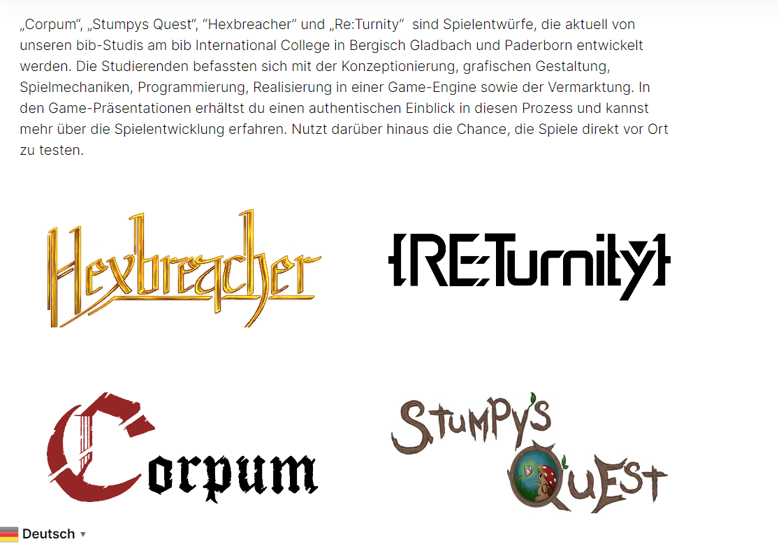 „Corpum“, „Stumpys Quest“, “Hexbreacher” und „Re:Turnity“ sind Spielentwürfe, die aktuell von
unseren bib-Studis am bib International College in Bergisch Gladbach und Paderborn entwickelt
werden. Die Studierenden befassten sich mit der Konzeptionierung, grafischen Gestaltung,
Spielmechaniken, Programmierung, Realisierung in einer Game-Engine sowie der Vermarktung. In
den Game-Präsentationen erhältst du einen authentischen Einblick in diesen Prozess und kannst
mehr über die Spielentwicklung erfahren. Nutzt darüber hinaus die Chance, die Spiele direkt vor Ort
zu testen.
Hexbreacher
{RE:Turnity}
Corpum
Stumpy's
Quest
Deutsch